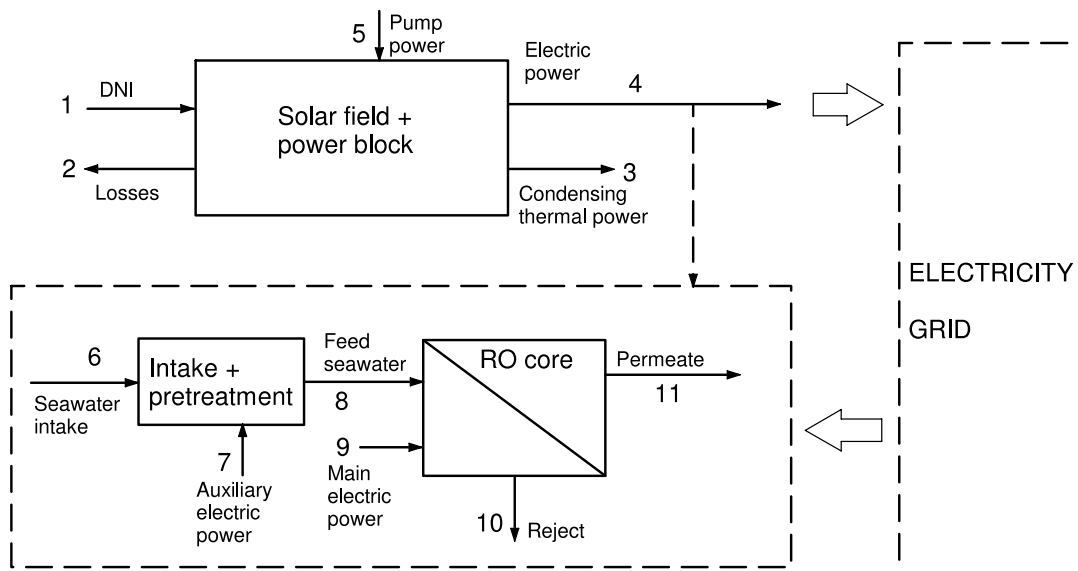 5
Pump
power
Electric
power
4
1
DNI
Solar field +
power block
2
Losses
3
Condensing
thermal power
ELECTRICITY
GRID
6
Seawater
intake
Intake +
pretreatment
7
Auxiliary
electric
power
Feed
seawater
8
9
Main
electric
power
RO core
Permeate
11
10
Reject